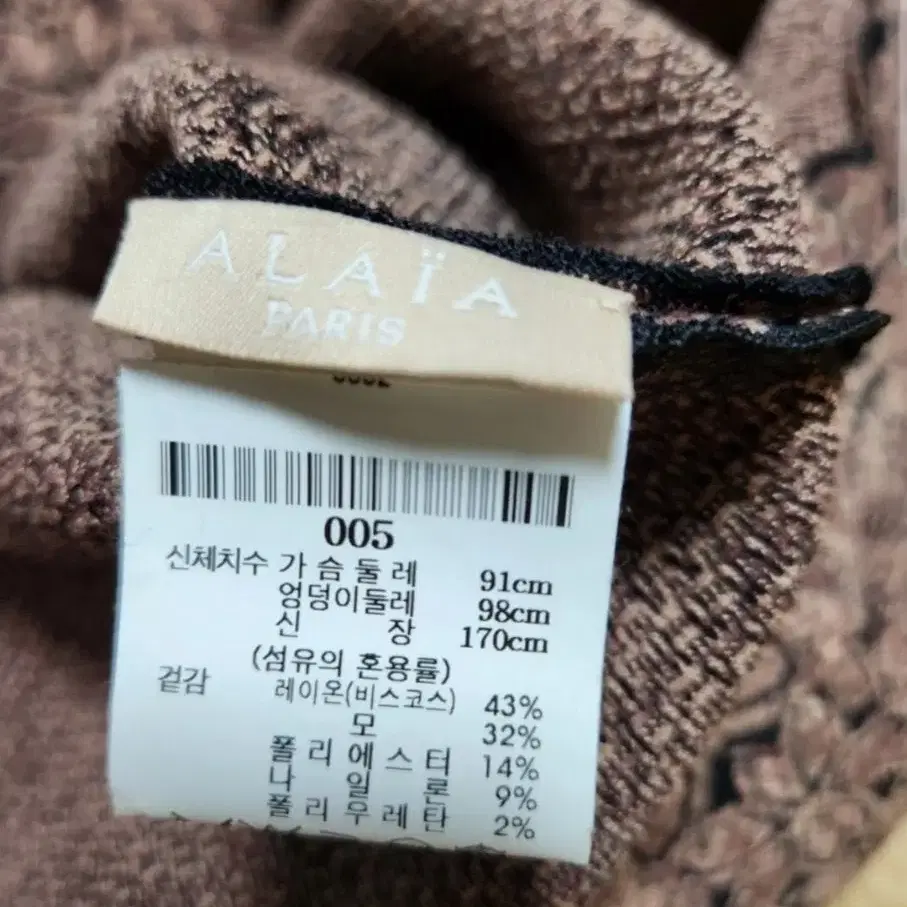 ALAÏA
PARIS
005
신체치수 가슴둘레 91cm
엉덩이둘레 98cm
신 장 170cm
(섬유의 혼용률)
겉감 레이온(비스코스) 43%
모 32%
폴리에스터 14%
나일론 9%
폴리우레탄 2%